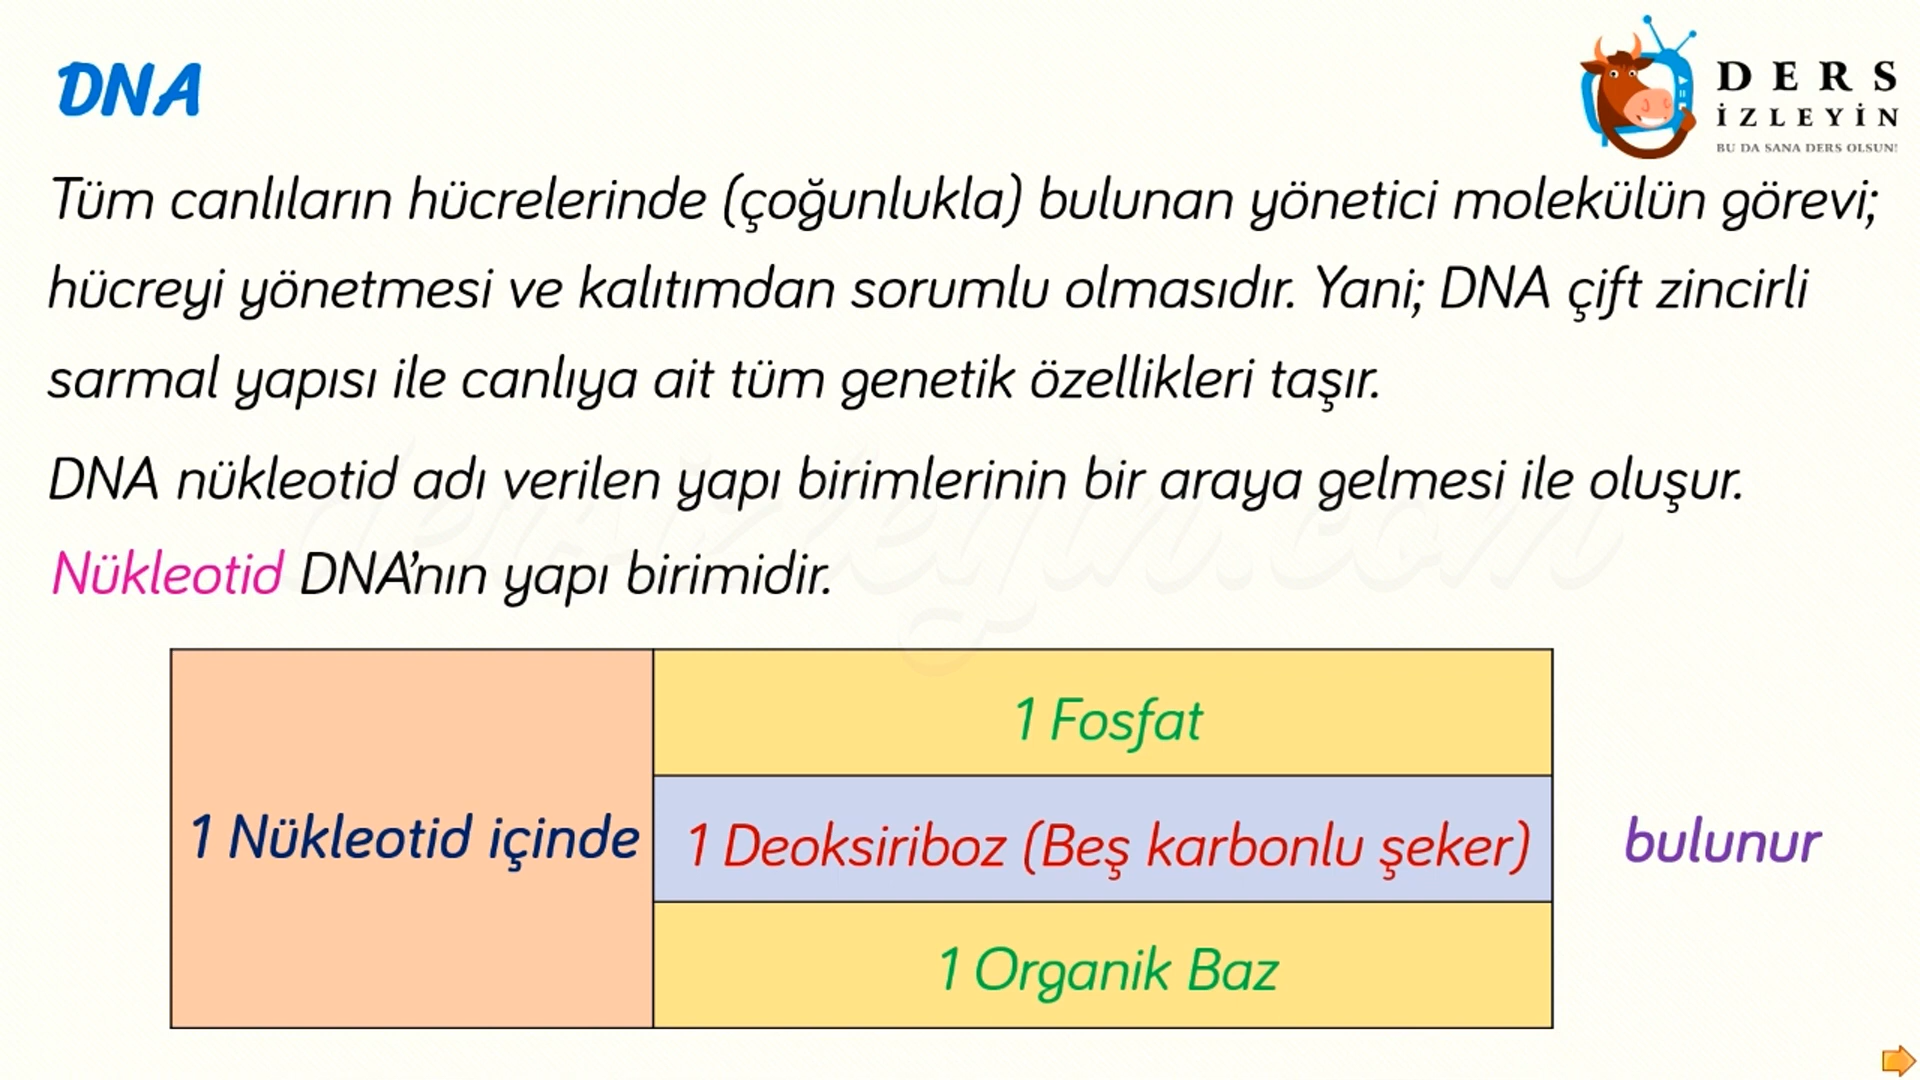 DNA
DERS
İZLEYİN
BU DA SANA DERS OLSUN!
Tüm canlıların hücrelerinde (çoğunlukla) bulunan yönetici molekülün görevi;
hücreyi yönetmesi ve kalıtımdan sorumlu olmasıdır. Yani; DNA çift zincirli
sarmal yapısı ile canlıya ait tüm genetik özellikleri taşır.
DNA nükleotid adı verilen yapı birimlerinin bir araya gelmesi ile oluşur.
dersizleyin.com
Nükleotid DNA’nın yapı birimidir.
1 Fosfat
1 Nükleotid içinde
1 Deoksiriboz (Beş karbonlu şeker)
bulunur
1 Organik Baz